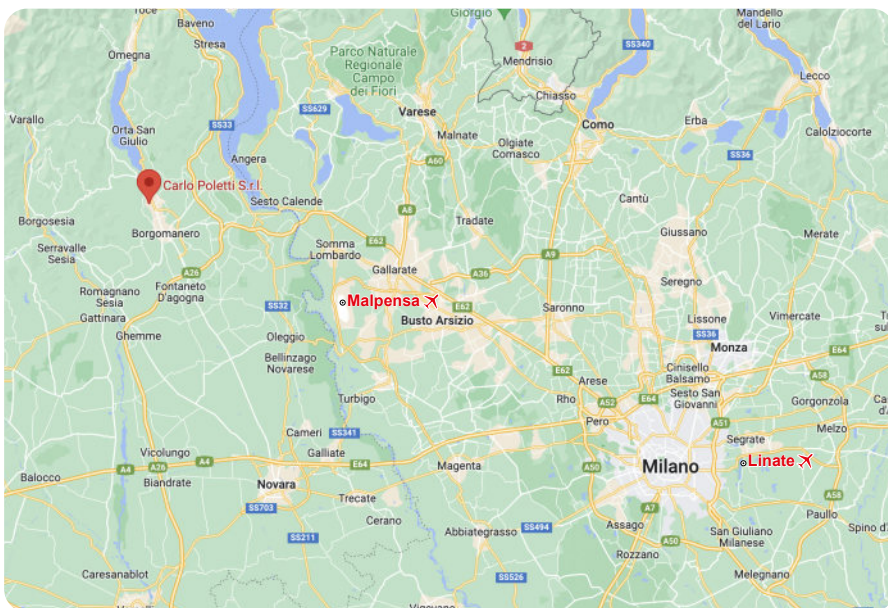 Toce
Baveno
Giorgio
Mandello
del Lario
Omegna
Stresa
Parco Naturale
Regionale
Campo
dei Fiori
2
Mendrisio
SS340
Lecco
Chiasso
SS629
Varese
Como
Erba
Varallo
SS33
Malnate
Calolziocorte
Orta San
Giulio
Olgiate
Comasco
SS36
Angera
A60
Carlo Poletti S.r.l.
Sesto Calende
A8
Cantù
Borgosesia
Tradate
Giussano
Merate
Borgomanero
E62
Serravalle
Sesia
Somma
Lombardo
A9
A26
Gallarate
A36
Seregno
Romagnano
Sesia
Fontaneto
D'agogna
SS32
Malpensa
E62
Saronno
Gattinara
Busto Arsizio
Lissone
Vimercate
Ghemme
Oleggio
SS36
Monza
Bellinzago
Novarese
E64
E62
Arese
Cinisello
Balsamo
A58
Turbigo
Rho
A52
E64
Sesto San
Giovanni
Gorgonzola
Pero
A51
Cameri
SS341
Segrate
Melzo
Vicolungo
Galliate
Linate
Balocco
A4
A26
A4
E64
Magenta
A50
Milano
Biandrate
Novara
Trecate
A58
SS703
Cerano
A7
Paullo
SS211
Abbiategrasso
SS494
Assago
San Giuliano
Milanese
Spino d'
A50
Rozzano
Caresanablot
SS526
Melegnano